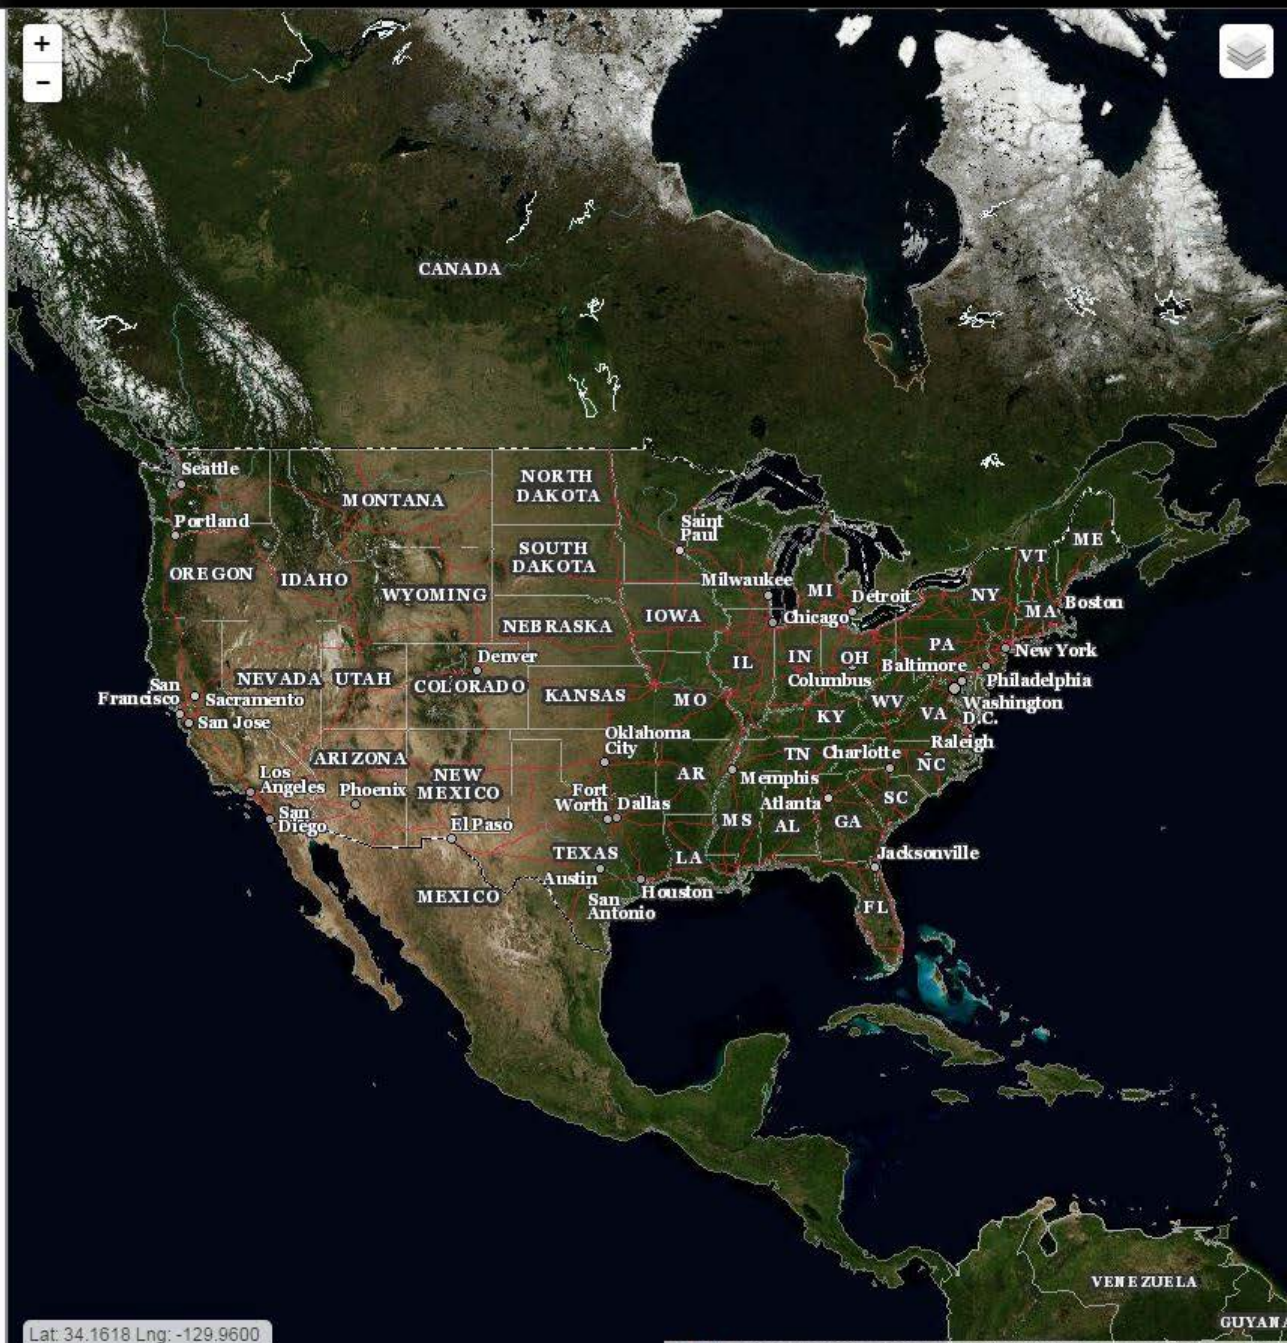 +
−
CANADA
Seattle
MONTANA
NORTH
DAKOTA
Portland
Saint
Paul
ME
VT
OREGON
IDAHO
SOUTH
DAKOTA
WYOMING
Milwaukee
MI
Detroit
NY
MA
Boston
NEBRASKA
IOWA
Chicago
PA
New York
IL
IN
OH
Denver
Baltimore
Philadelphia
NEVADA
UTAH
COLORADO
KANSAS
MO
Columbus
WV
Washington
D.C.
San
Francisco
Sacramento
San Jose
KY
VA
Oklahoma
City
Raleigh
ARIZONA
TN
Charlotte
NC
Los
Angeles
NEW
MEXICO
AR
Memphis
Phoenix
Fort
Worth
Dallas
Atlanta
SC
San
Diego
El Paso
MS
AL
GA
TEXAS
LA
Jacksonville
Austin
Houston
MEXICO
San
Antonio
FL
VENEZUELA
GUYAN
Lat: 34.1618 Lng: -129.9600